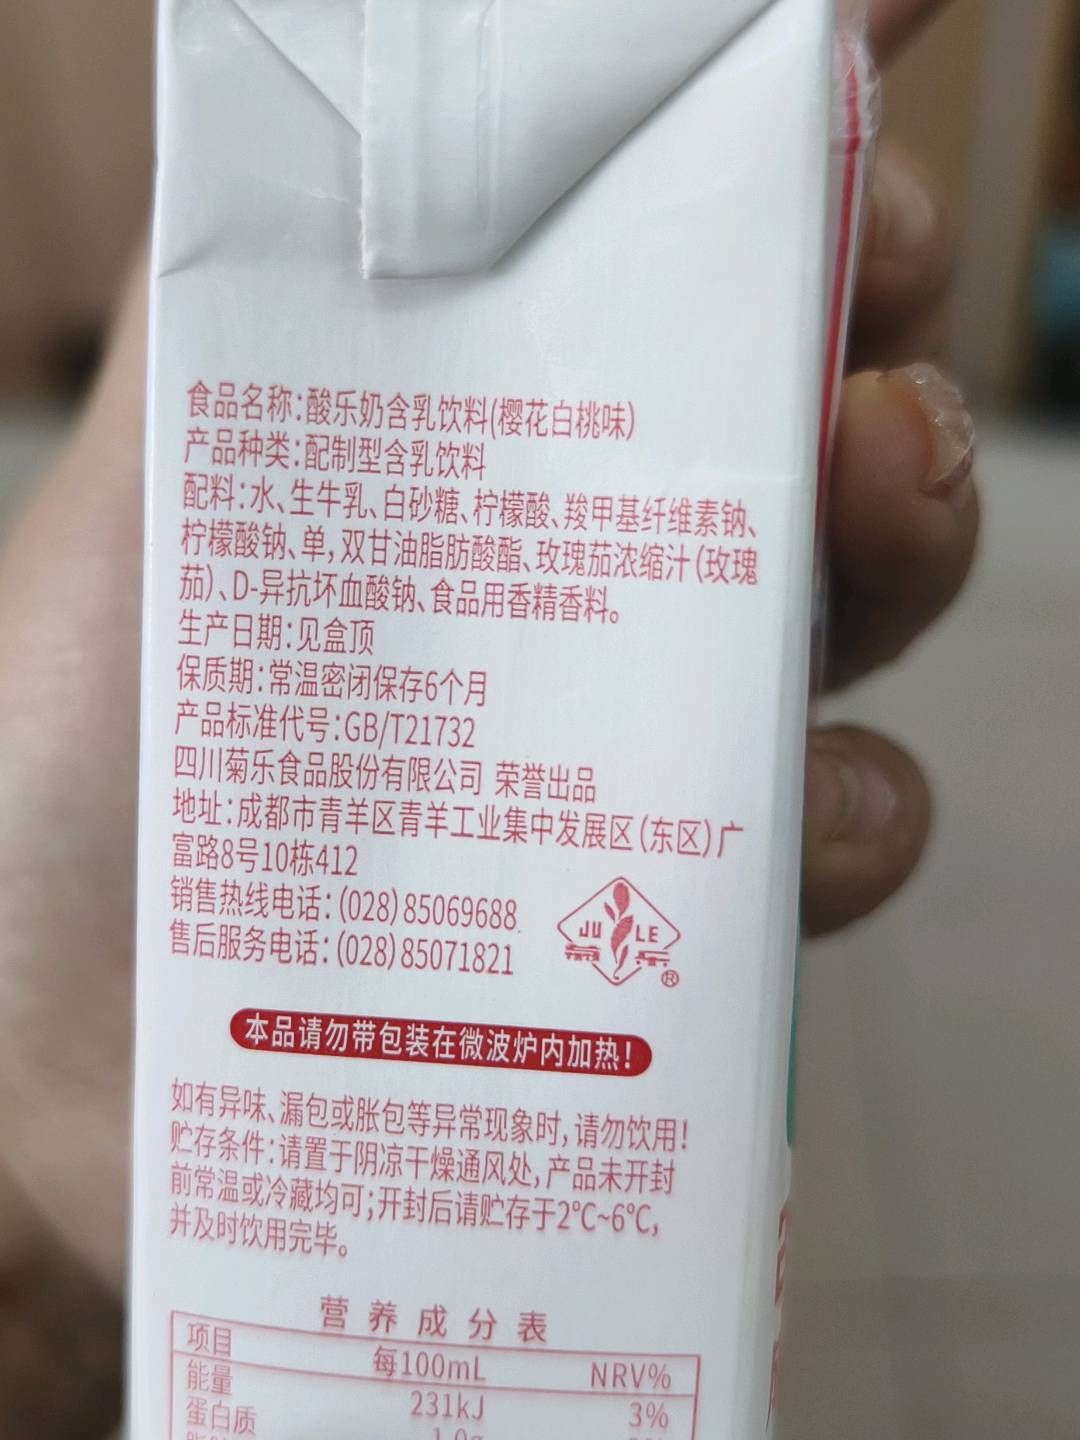 食品名称:酸乐奶含乳饮料(樱花白桃味)
产品种类:配制型含乳饮料
配料:水、生牛乳、白砂糖、柠檬酸、羧甲基纤维素钠、
柠檬酸钠、单,双甘油脂肪酸酯、玫瑰茄浓缩汁(玫瑰
茄)、D-异抗坏血酸钠、食品用香精香料。
生产日期:见盒顶
保质期:常温密闭保存6个月
产品标准代号:GB/T21732
四川菊乐食品股份有限公司 荣誉出品
地址:成都市青羊区青羊工业集中发展区(东区)广
富路8号10栋412
销售热线电话:(028)85069688
售后服务电话:(028)85071821
JU LE
菊 乐
®
本品请勿带包装在微波炉内加热!
如有异味、漏包或胀包等异常现象时,请勿饮用!
贮存条件:请置于阴凉干燥通风处,产品未开封
前常温或冷藏均可;开封后请贮存于2℃~6℃,
并及时饮用完毕。
营养成分表
项目 每100mL NRV%
能量 231kJ 3%
蛋白质 1.0g